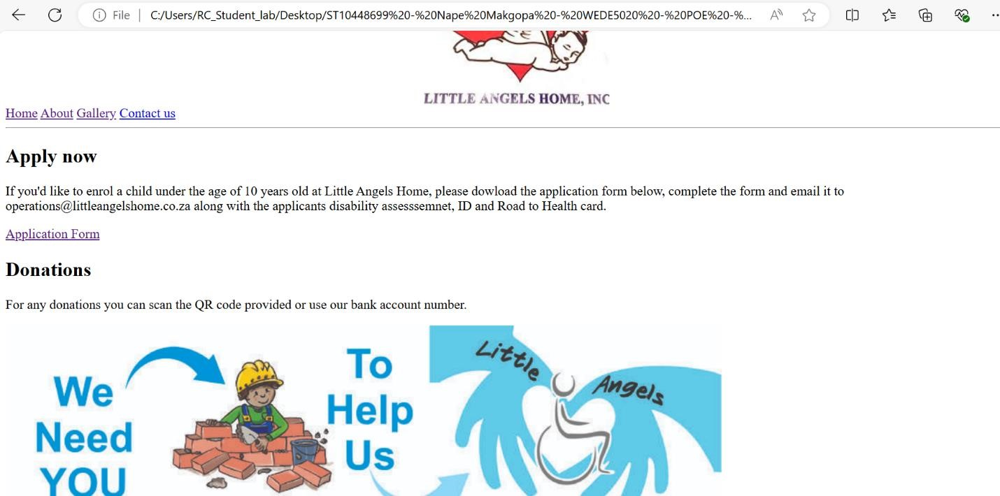 File
C:/Users/RC_Student_lab/Desktop/ST10448699%20-%20Nape%20Makgopa%20-%20WEDE5020%20-%20POE%20-%...
LITTLE ANGELS HOME, INC
Home About Gallery Contact us
Apply now
If you'd like to enrol a child under the age of 10 years old at Little Angels Home, please dowload the application form below, complete the form and email it to
operations@littleangelshome.co.za along with the applicants disability assesssemnet, ID and Road to Health card.
Application Form
Donations
For any donations you can scan the QR code provided or use our bank account number.
We
Need
YOU
To
Help
Us
Little
Angels